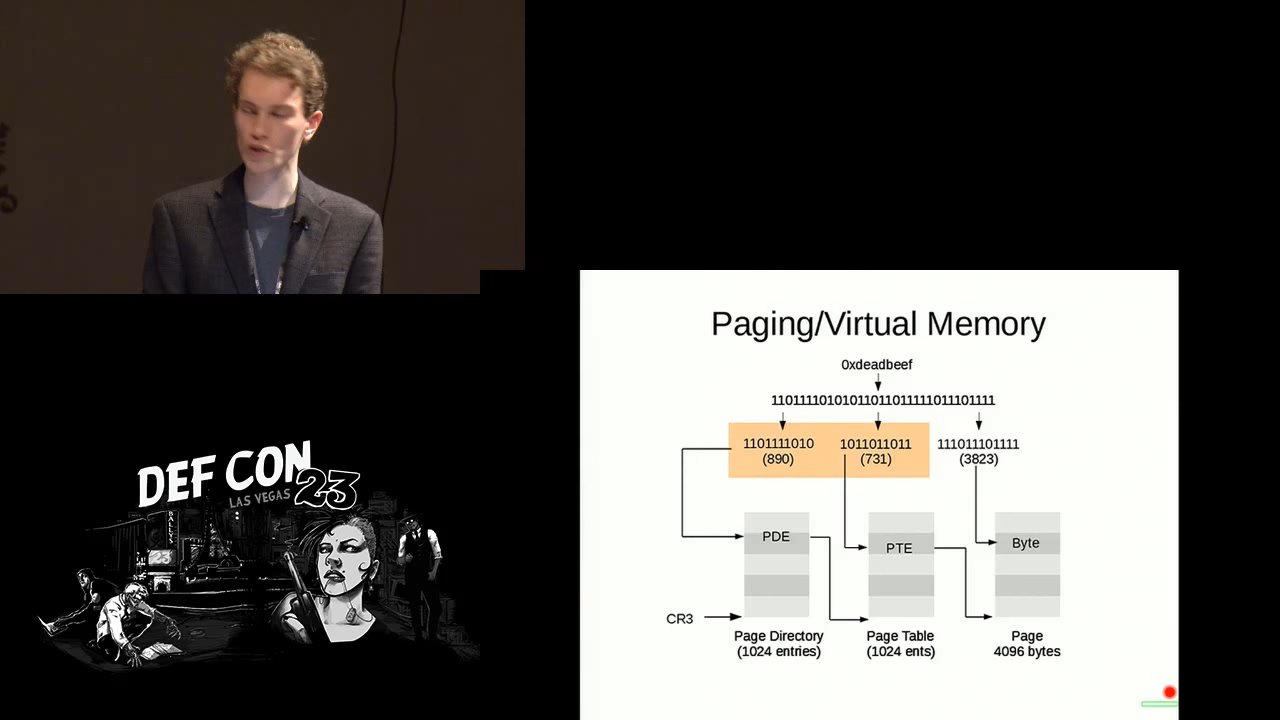 Paging/Virtual Memory
0xdeadbeef
11011110101011011011111011101111
1101111010 1011011011 111011101111
(890) (731) (3823)
PDE
PTE
Byte
CR3
Page Directory Page Table Page
(1024 entries) (1024 ents) 4096 bytes
DEF CON
LAS VEGAS 23
BALLYS